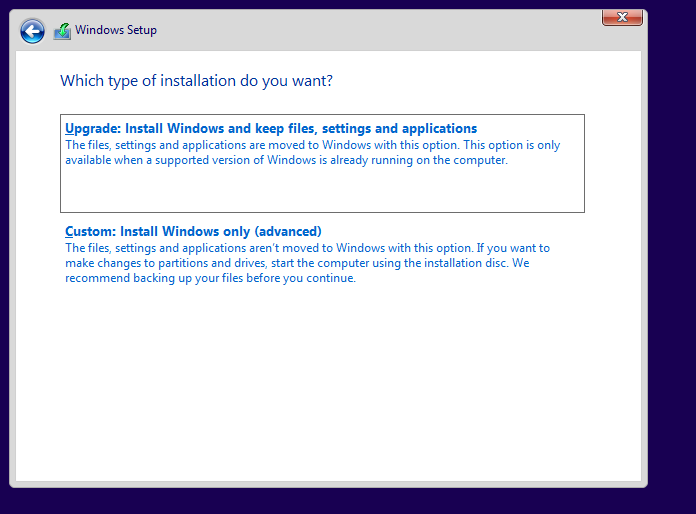 Windows Setup
Which type of installation do you want?
Upgrade: Install Windows and keep files, settings and applications
The files, settings and applications are moved to Windows with this option. This option is only
available when a supported version of Windows is already running on the computer.
Custom: Install Windows only (advanced)
The files, settings and applications aren't moved to Windows with this option. If you want to
make changes to partitions and drives, start the computer using the installation disc. We
recommend backing up your files before you continue.